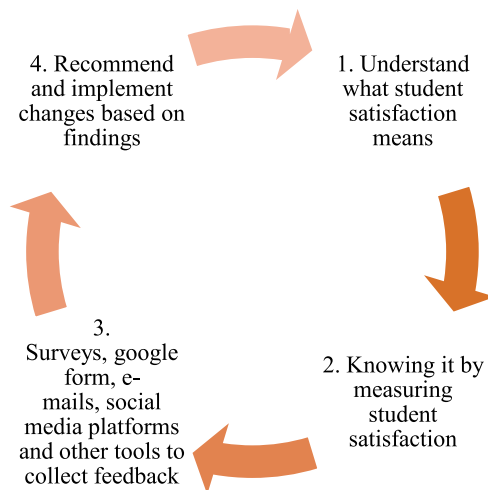 1. Understand
what student
satisfaction
means
2. Knowing it by
measuring
student
satisfaction
3.
Surveys, google
form, e-
mails, social
media platforms
and other tools to
collect feedback
4. Recommend
and implement
changes based on
findings